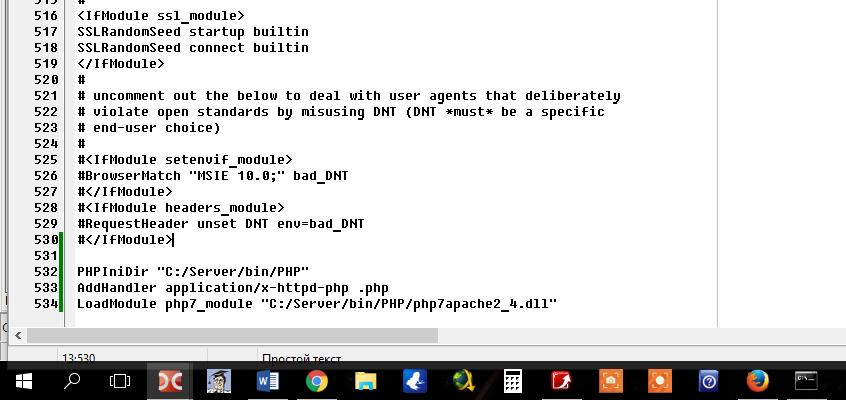 516 <IfModule ssl_module>
517 SSLRandomSeed startup builtin
518 SSLRandomSeed connect builtin
519 </IfModule>
520 #
521 # uncomment out the below to deal with user agents that deliberately
522 # violate open standards by misusing DNT (DNT *must* be a specific
523 # end-user choice)
524 #
525 #<IfModule setenvif_module>
526 #BrowserMatch "MSIE 10.0;" bad_DNT
527 #</IfModule>
528 #<IfModule headers_module>
529 #RequestHeader unset DNT env=bad_DNT
530 #</IfModule>
531
532 PHPIniDir "C:/Server/bin/PHP"
533 AddHandler application/x-httpd-php .php
534 LoadModule php7_module "C:/Server/bin/PHP/php7apache2_4.dll"
13:530 Простой текст